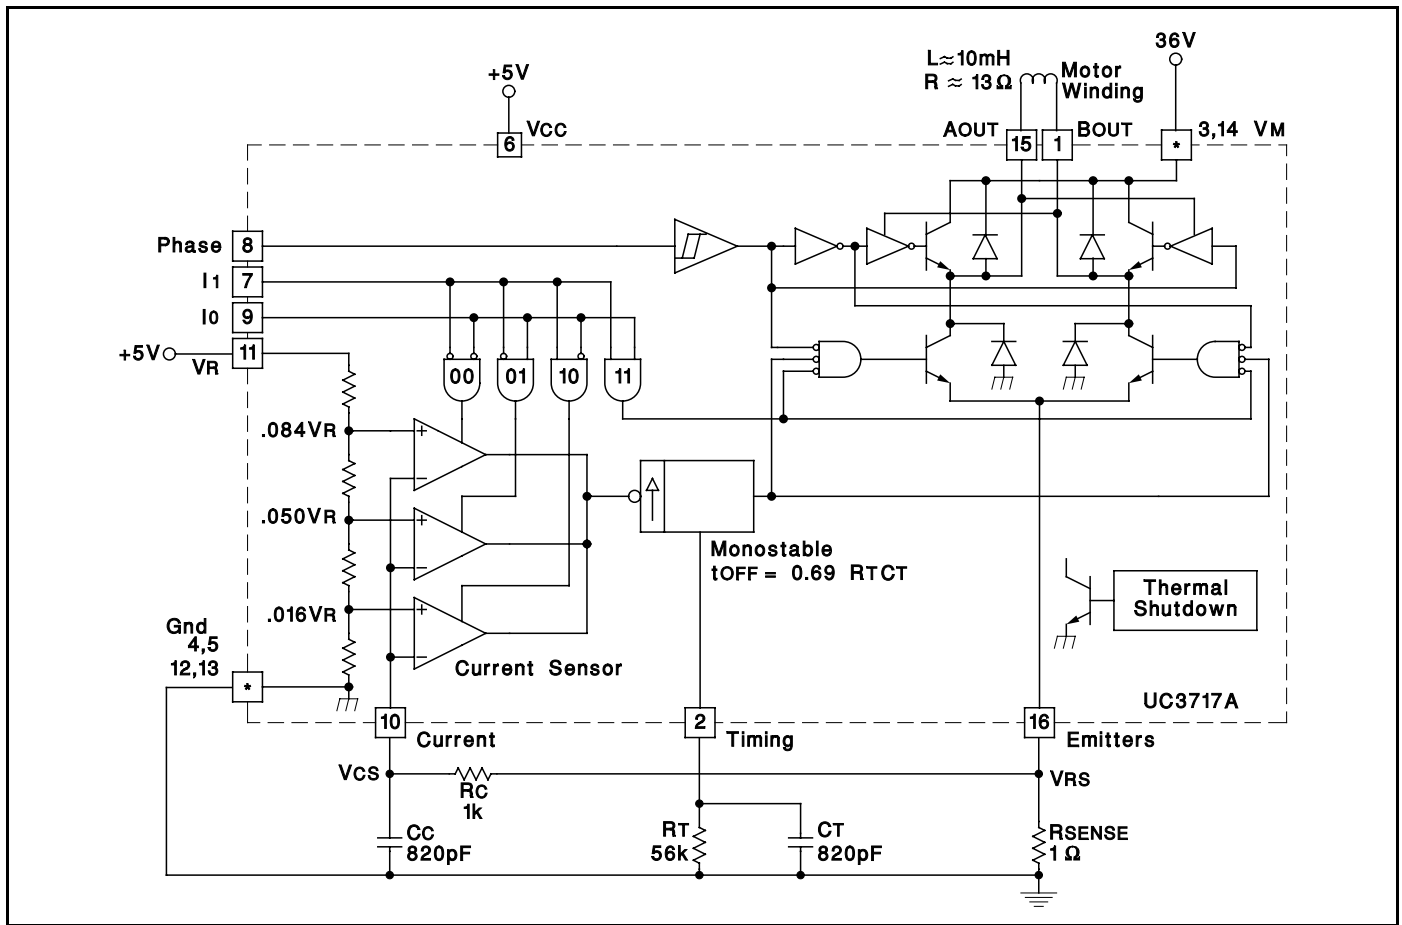 36V
L≈10mH
R ≈ 13Ω
Motor
Winding
+5V
6
VCC
AOUT
15
1
BOUT
*
3,14 VM
Phase
8
I1
7
I0
9
+5V
VR
11
00
01
10
11
.084VR
+
−
.050VR
+
−
.016VR
+
−
Monostable
tOFF = 0.69 RTCT
Thermal
Shutdown
Gnd
4,5
12,13
*
Current Sensor
UC3717A
10
Current
2
Timing
16
Emitters
VCS
RC
1k
VRS
CC
820pF
RT
56k
CT
820pF
RSENSE
1Ω